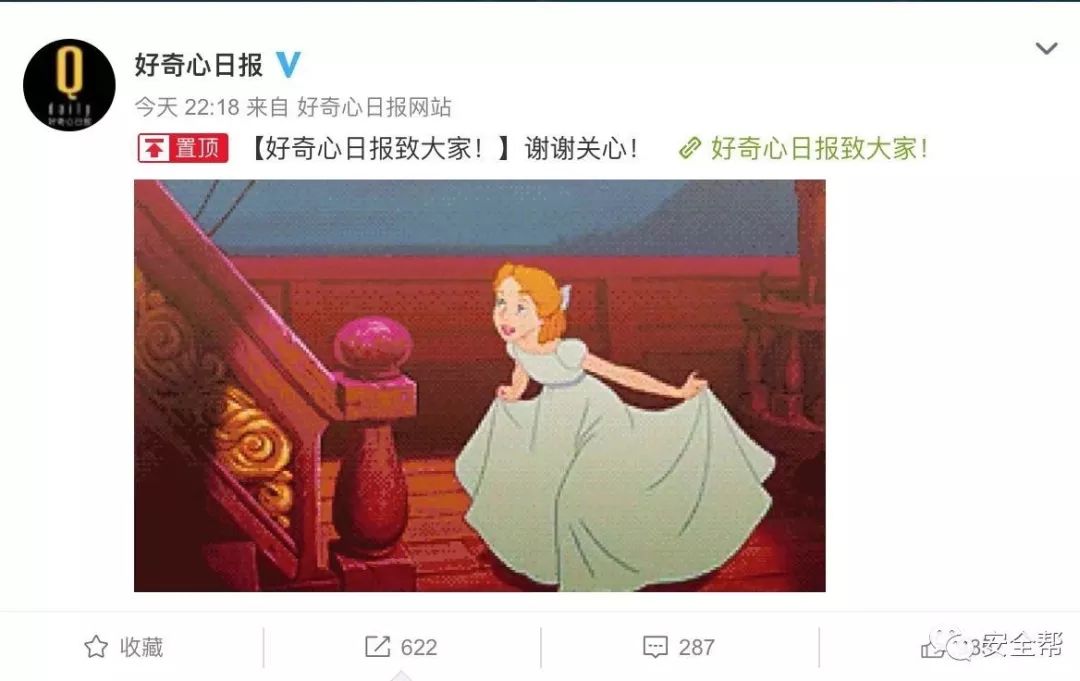 Q
daily
好奇心日报
好奇心日报 V
今天 22:18 来自 好奇心日报网站
置顶 【好奇心日报致大家！】谢谢关心！ 好奇心日报致大家！
收藏 622 287
安全帮